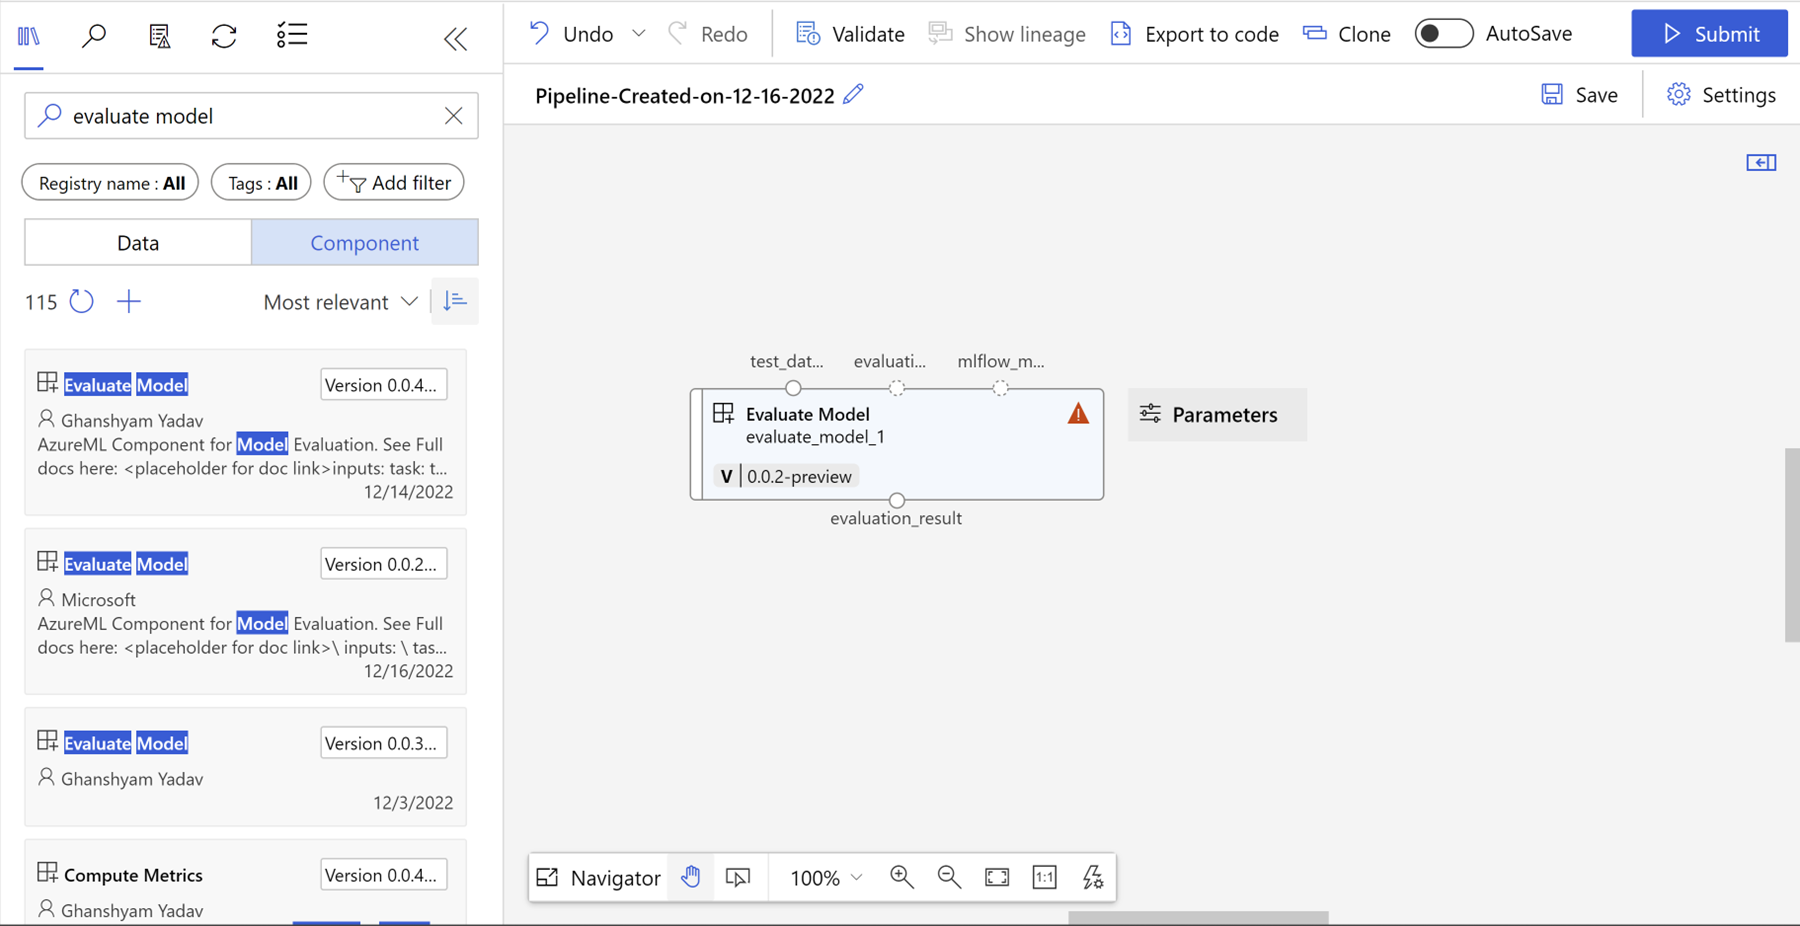 Undo
Redo
Validate
Show lineage
Export to code
Clone
AutoSave
Submit
Pipeline-Created-on-12-16-2022
Save
Settings
evaluate model
Registry name : All
Tags : All
Add filter
Data
Component
115
Most relevant
Evaluate Model
Version 0.0.4...
Ghanshyam Yadav
AzureML Component for Model Evaluation. See Full
docs here: <placeholder for doc link>inputs: task: t...
12/14/2022
Evaluate Model
Version 0.0.2...
Microsoft
AzureML Component for Model Evaluation. See Full
docs here: <placeholder for doc link>\ inputs: \ tas...
12/16/2022
Evaluate Model
Version 0.0.3...
Ghanshyam Yadav
12/3/2022
Compute Metrics
Version 0.0.4...
Ghanshyam Yadav
test_dat...
evaluati...
mlflow_m...
Evaluate Model
evaluate_model_1
V | 0.0.2-preview
evaluation_result
Parameters
Navigator
100%
1:1